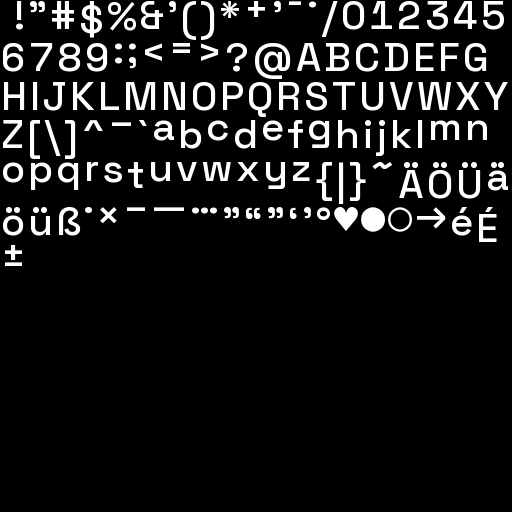 !"#$%&'()*+,-./012345
6789:;<=>?@ABCDEFG
HIJKLMNOPQRSTUVWXY
Z[\]^_`abcdefghijklmn
opqrstuvwxyz{|}~ÄÖÜä
öüß·×–—…”“„‘’°♥●○→éÉ
±